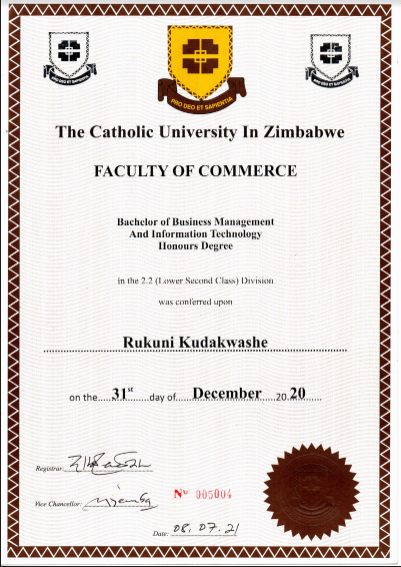 PRO DEO ET SAPIENTIA
PRO DEO ET SAPIENTIA
PRO DEO ET SAPIENTIA
The Catholic University In Zimbabwe
FACULTY OF COMMERCE
Bachelor of Business Management
And Information Technology
Honours Degree
in the 2.2 (Lower Second Class) Division
was conferred upon
Rukuni Kudakwashe
on the.....31st.....day of.....December.....20.20......
Registrar:
Nº 005004
Vice Chancellor:
Date: 08.07.21